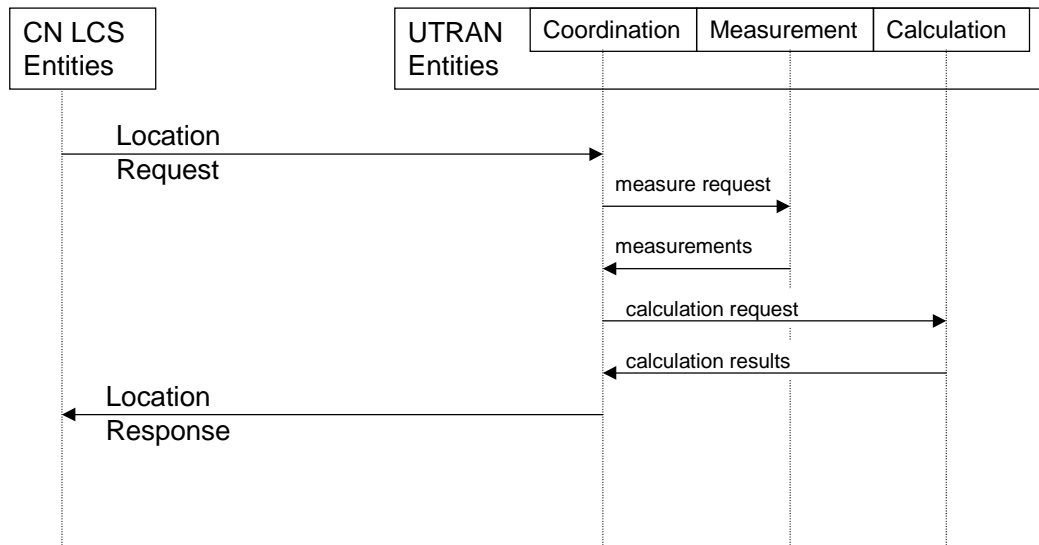 CN LCS
Entities
UTRAN
Entities
Coordination
Measurement
Calculation
Location
Request
measure request
measurements
calculation request
calculation results
Location
Response